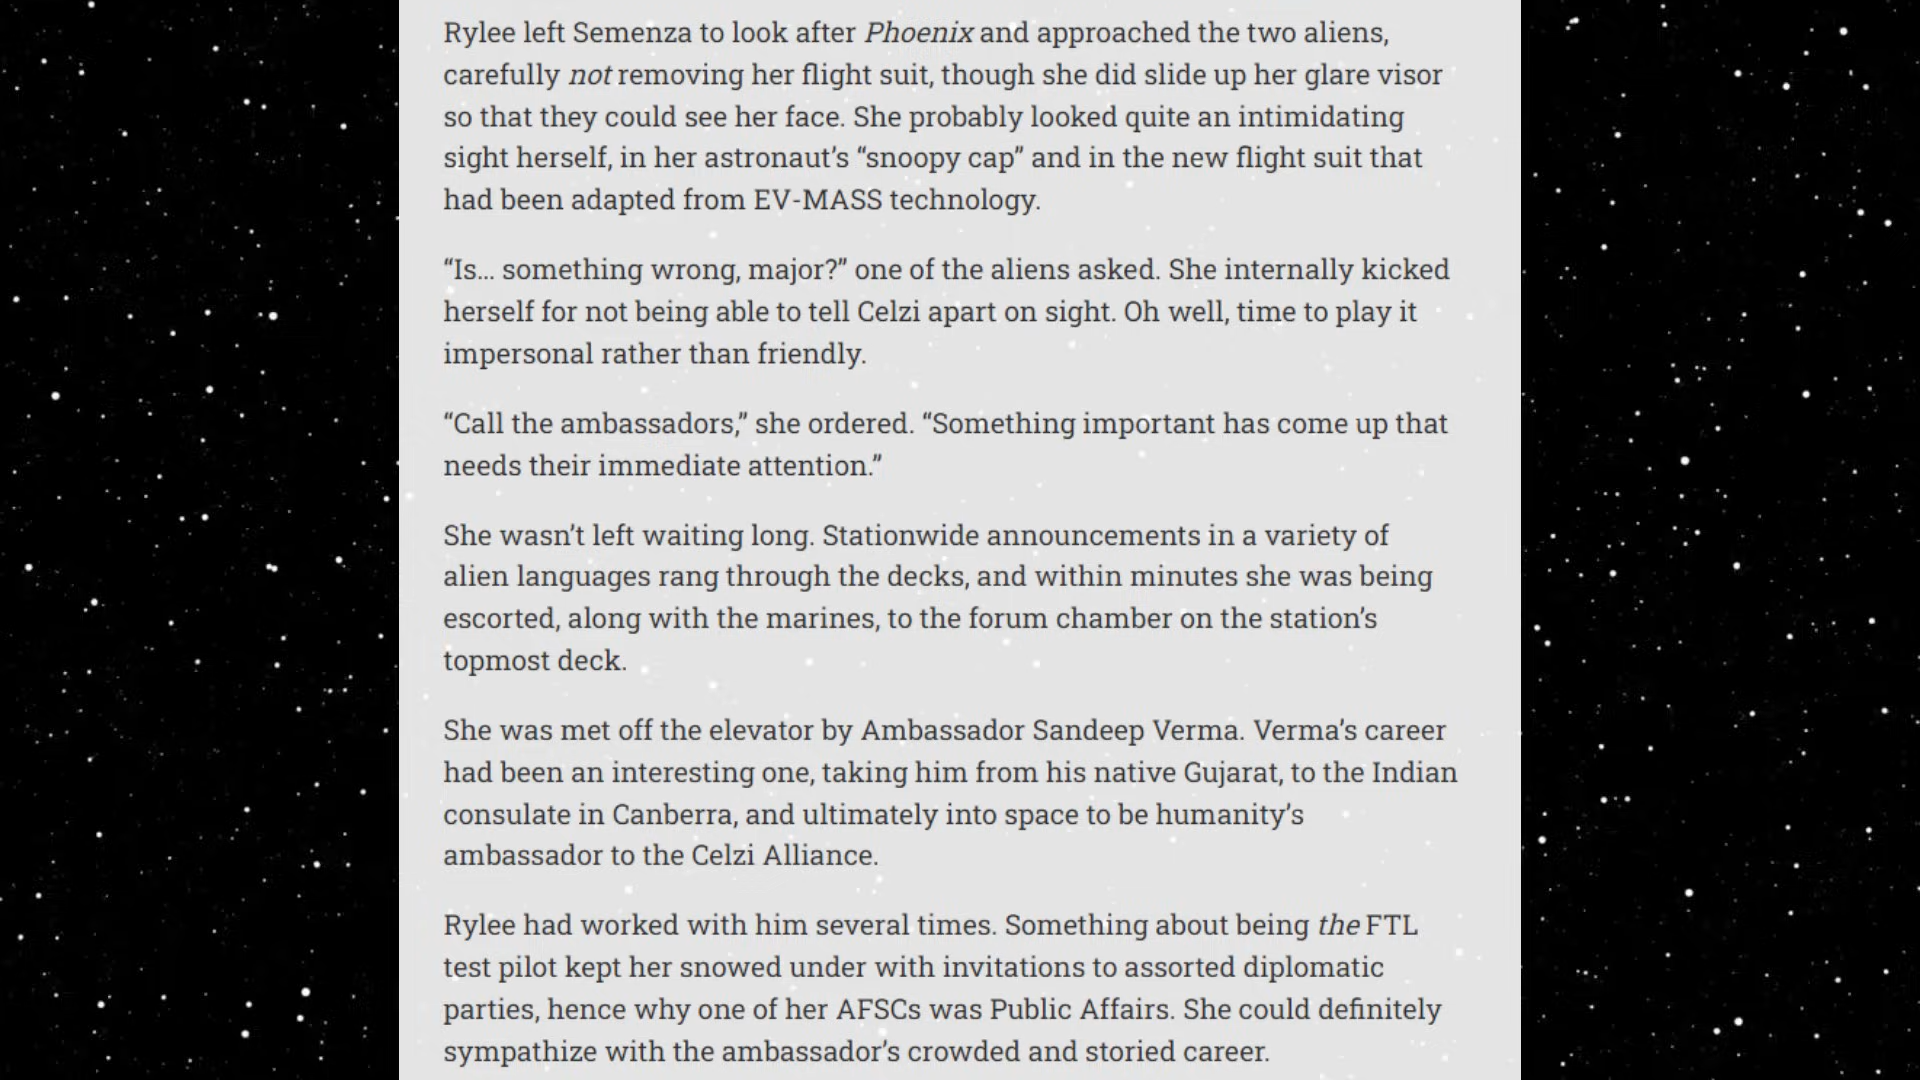 Rylee left Semenza to look after Phoenix and approached the two aliens,
carefully not removing her flight suit, though she did slide up her glare visor
so that they could see her face. She probably looked quite an intimidating
sight herself, in her astronaut’s “snoopy cap” and in the new flight suit that
had been adapted from EV-MASS technology.
“Is… something wrong, major?” one of the aliens asked. She internally kicked
herself for not being able to tell Celzi apart on sight. Oh well, time to play it
impersonal rather than friendly.
“Call the ambassadors,” she ordered. “Something important has come up that
needs their immediate attention.”
She wasn’t left waiting long. Stationwide announcements in a variety of
alien languages rang through the decks, and within minutes she was being
escorted, along with the marines, to the forum chamber on the station’s
topmost deck.
She was met off the elevator by Ambassador Sandeep Verma. Verma’s career
had been an interesting one, taking him from his native Gujarat, to the Indian
consulate in Canberra, and ultimately into space to be humanity’s
ambassador to the Celzi Alliance.
Rylee had worked with him several times. Something about being the FTL
test pilot kept her snowed under with invitations to assorted diplomatic
parties, hence why one of her AFSCs was Public Affairs. She could definitely
sympathize with the ambassador’s crowded and storied career.